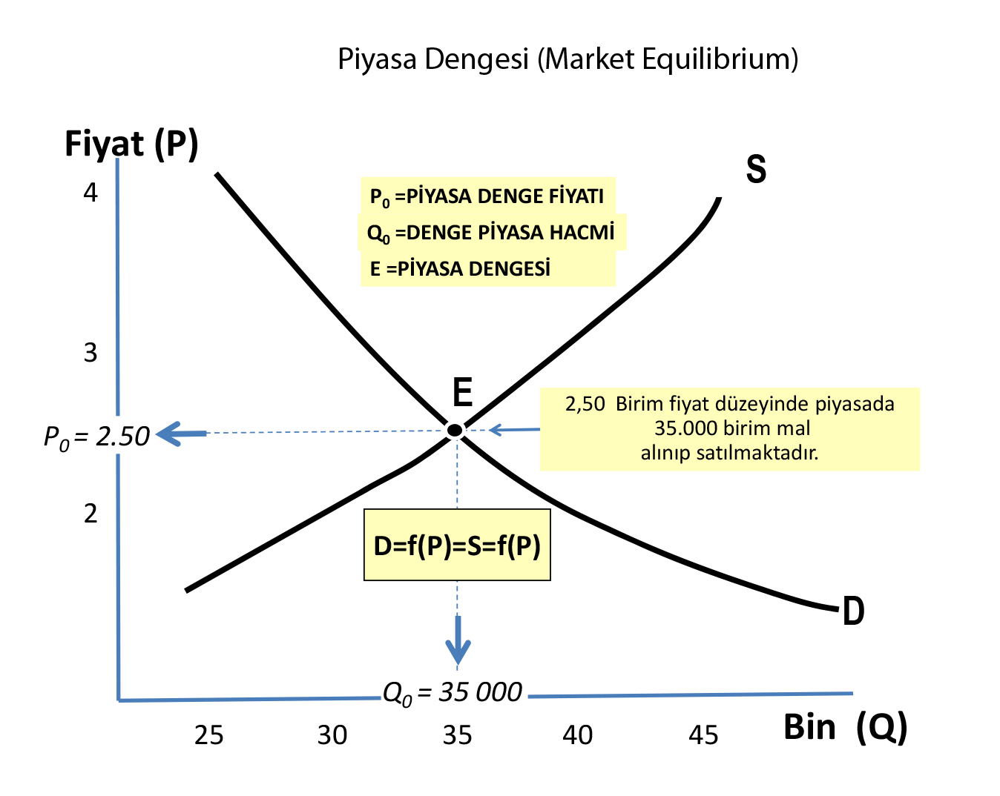 Piyasa Dengesi (Market Equilibrium)
Fiyat (P)
S
4
P0 =PİYASA DENGE FİYATI
Q0 =DENGE PİYASA HACMİ
E =PİYASA DENGESİ
3
E
2,50 Birim fiyat düzeyinde piyasada
35.000 birim mal
alınıp satılmaktadır.
P0 = 2.50
2
D=f(P)=S=f(P)
D
Q0 = 35 000
25 30 35 40 45 Bin (Q)